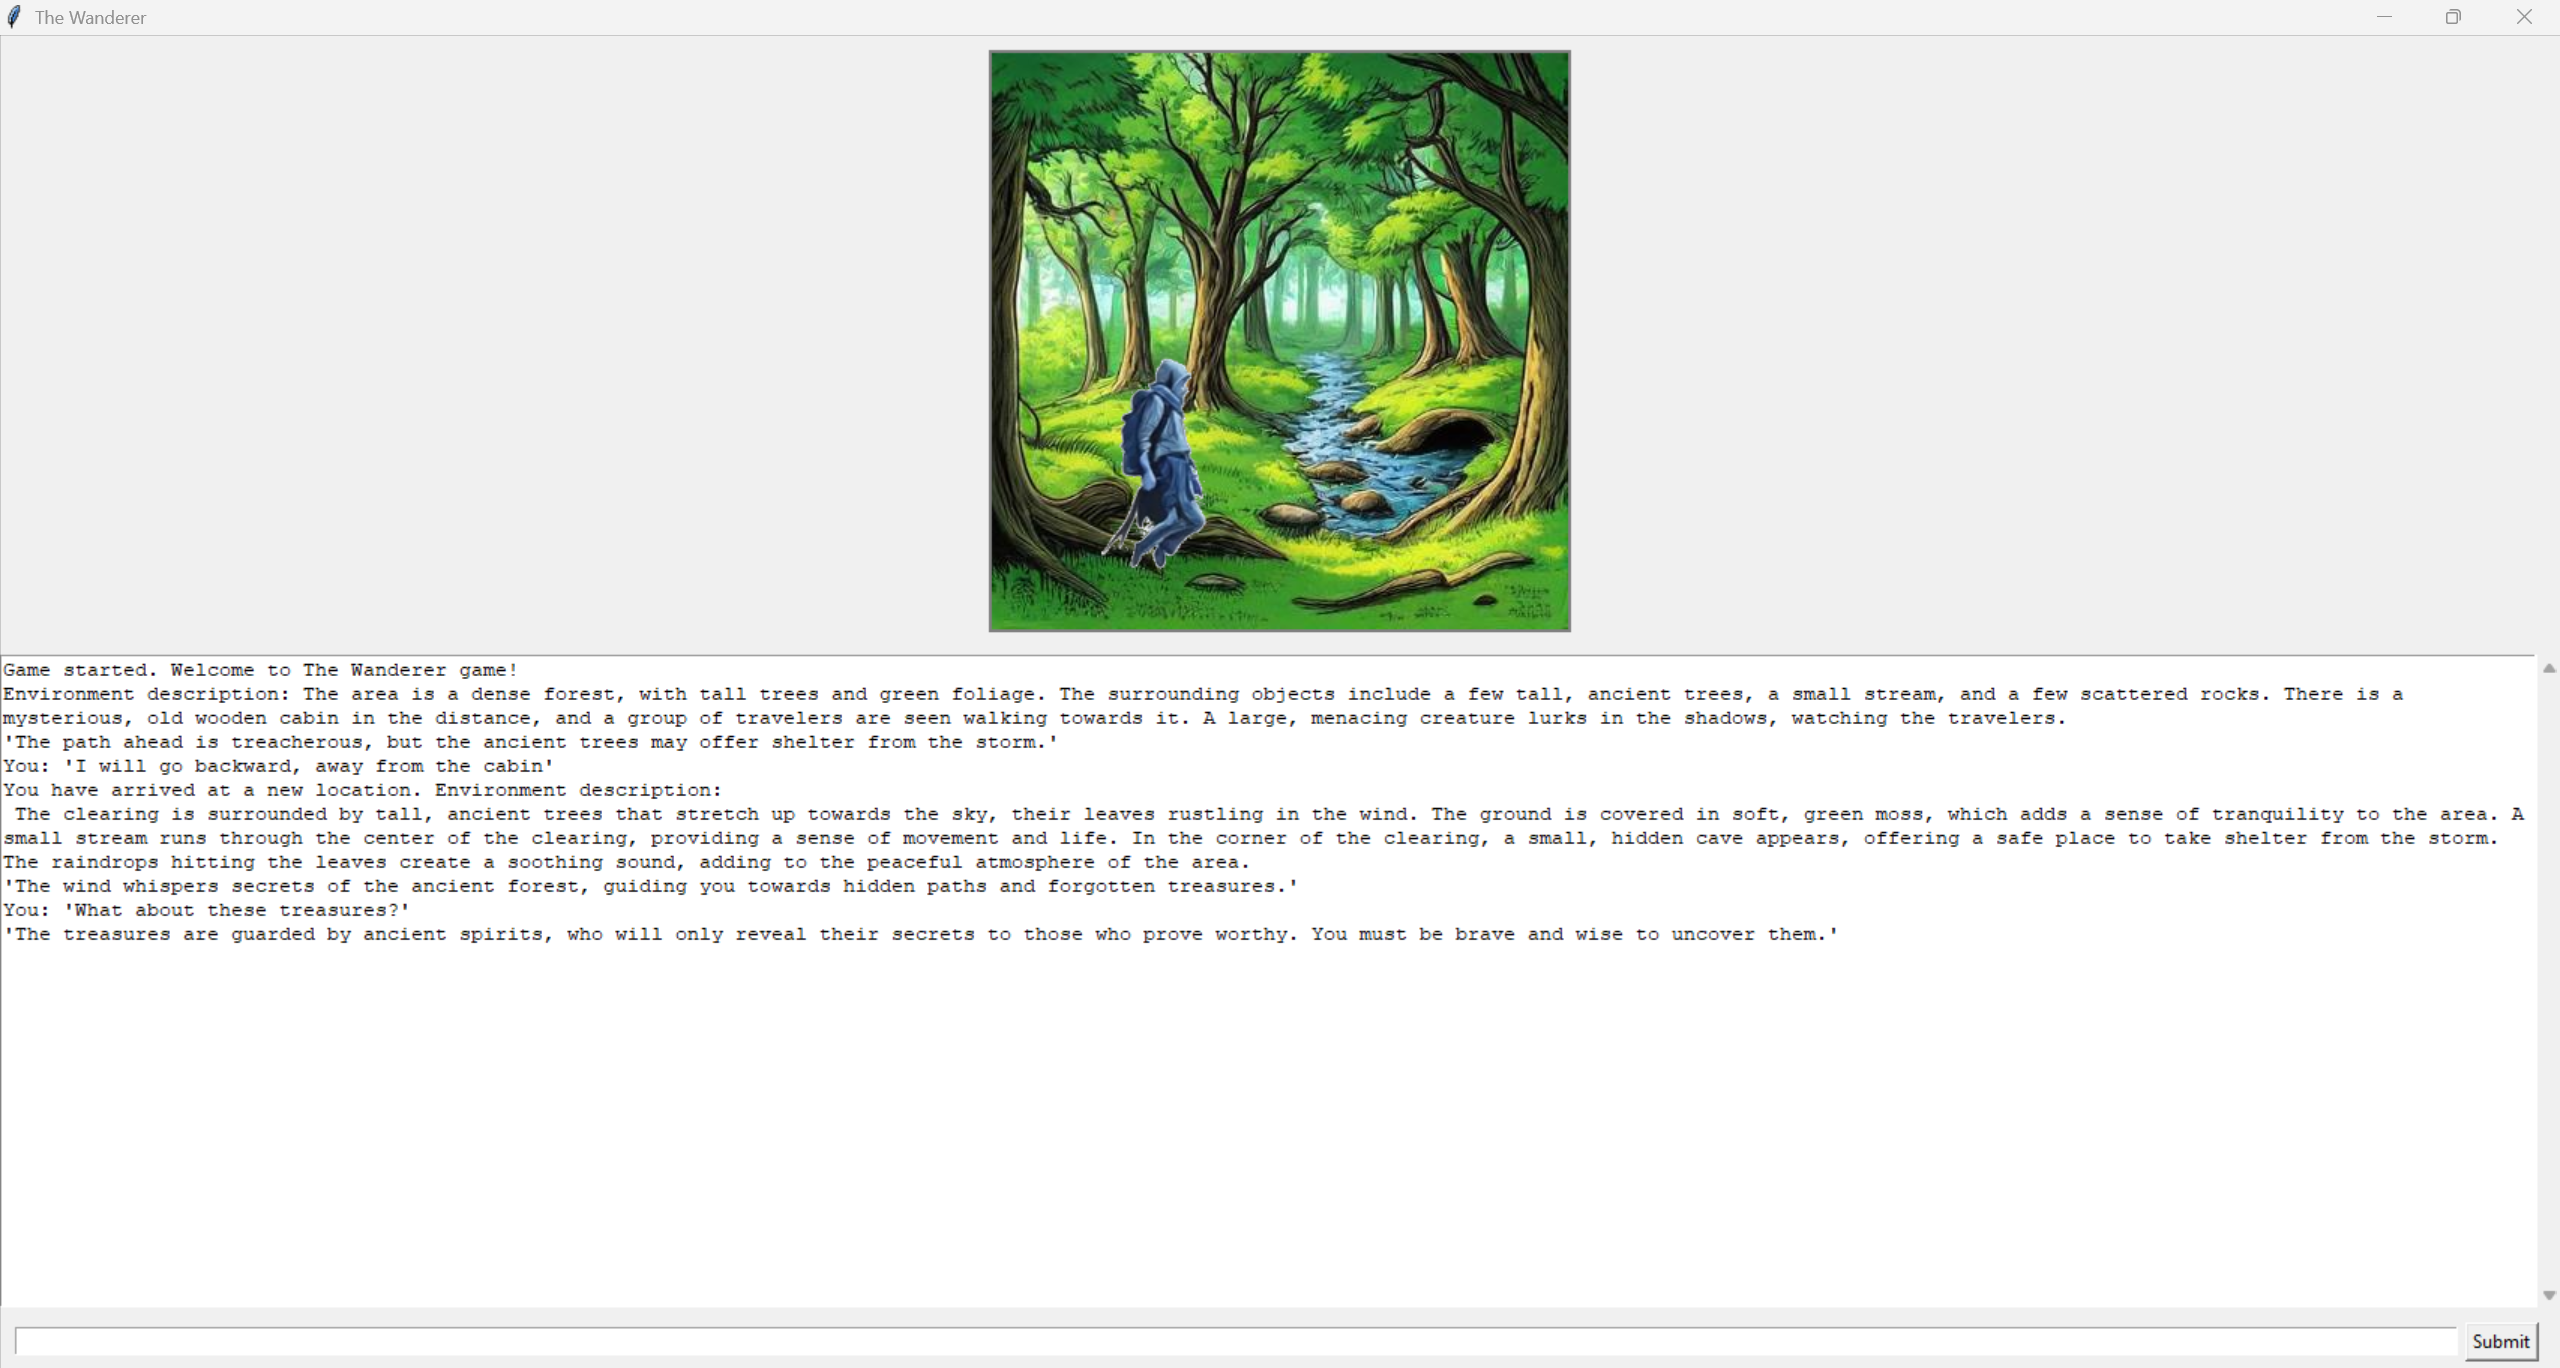 The Wanderer
Game started. Welcome to The Wanderer game!
Environment description: The area is a dense forest, with tall trees and green foliage. The surrounding objects include a few tall, ancient trees, a small stream, and a few scattered rocks. There is a
mysterious, old wooden cabin in the distance, and a group of travelers are seen walking towards it. A large, menacing creature lurks in the shadows, watching the travelers.
'The path ahead is treacherous, but the ancient trees may offer shelter from the storm.'
You: 'I will go backward, away from the cabin'
You have arrived at a new location. Environment description:
The clearing is surrounded by tall, ancient trees that stretch up towards the sky, their leaves rustling in the wind. The ground is covered in soft, green moss, which adds a sense of tranquility to the area. A
small stream runs through the center of the clearing, providing a sense of movement and life. In the corner of the clearing, a small, hidden cave appears, offering a safe place to take shelter from the storm.
The raindrops hitting the leaves create a soothing sound, adding to the peaceful atmosphere of the area.
'The wind whispers secrets of the ancient forest, guiding you towards hidden paths and forgotten treasures.'
You: 'What about these treasures?'
'The treasures are guarded by ancient spirits, who will only reveal their secrets to those who prove worthy. You must be brave and wise to uncover them.'
Submit